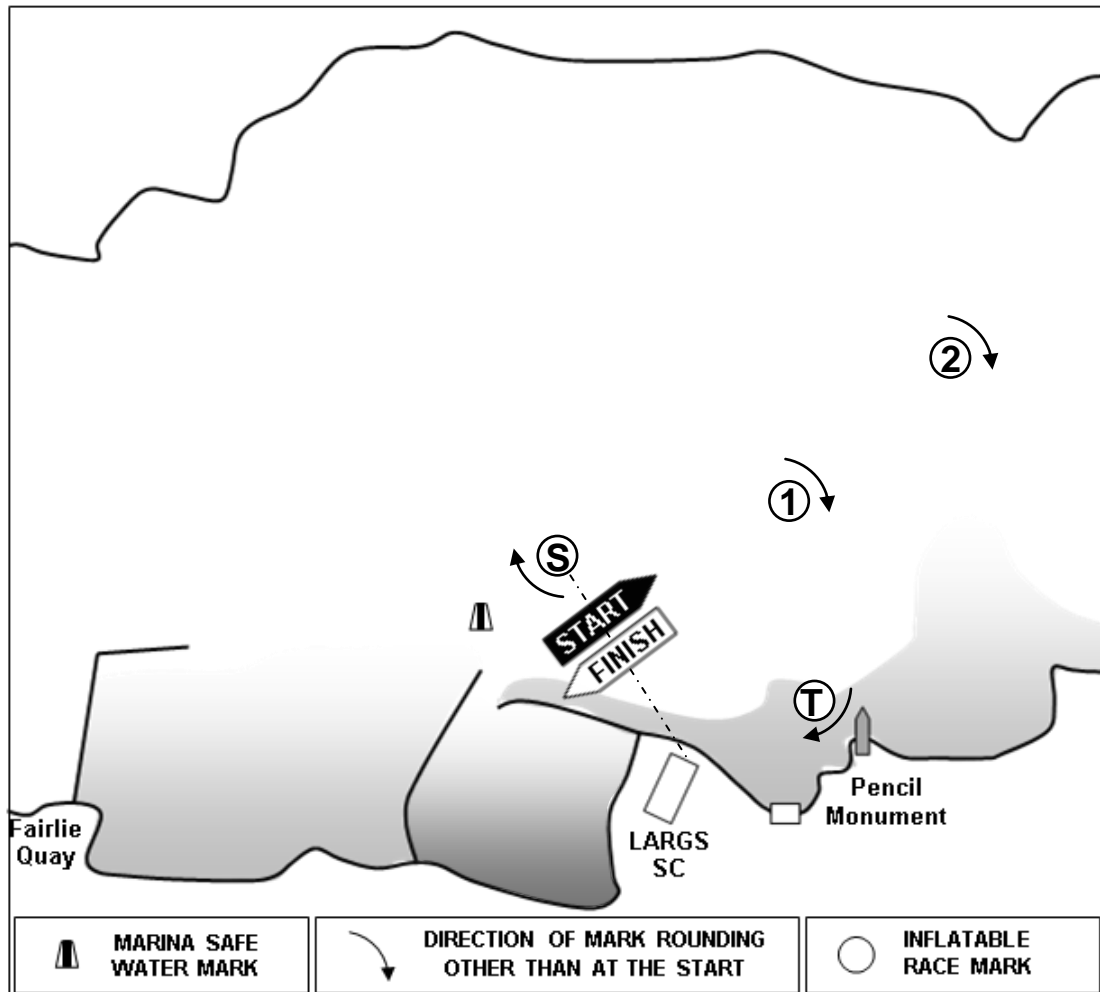 2
1
S
START
FINISH
T
Pencil
Monument
Fairlie
Quay
LARGS
SC
MARINA SAFE
WATER MARK
DIRECTION OF MARK ROUNDING
OTHER THAN AT THE START
INFLATABLE
RACE MARK